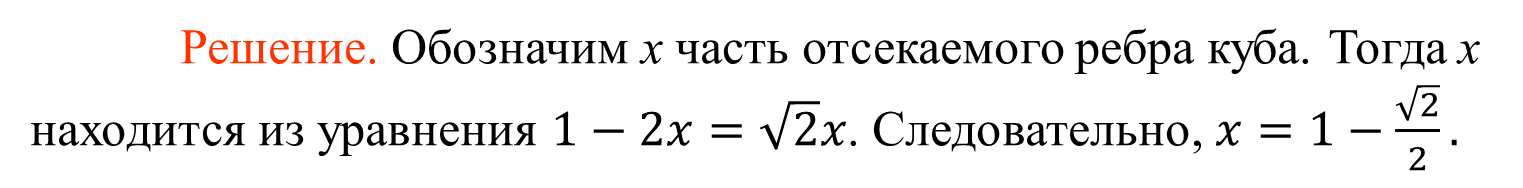 Решение. Обозначим x часть отсекаемого ребра куба. Тогда x
находится из уравнения 1 − 2x = √2x. Следовательно, x = 1 − √2/2.